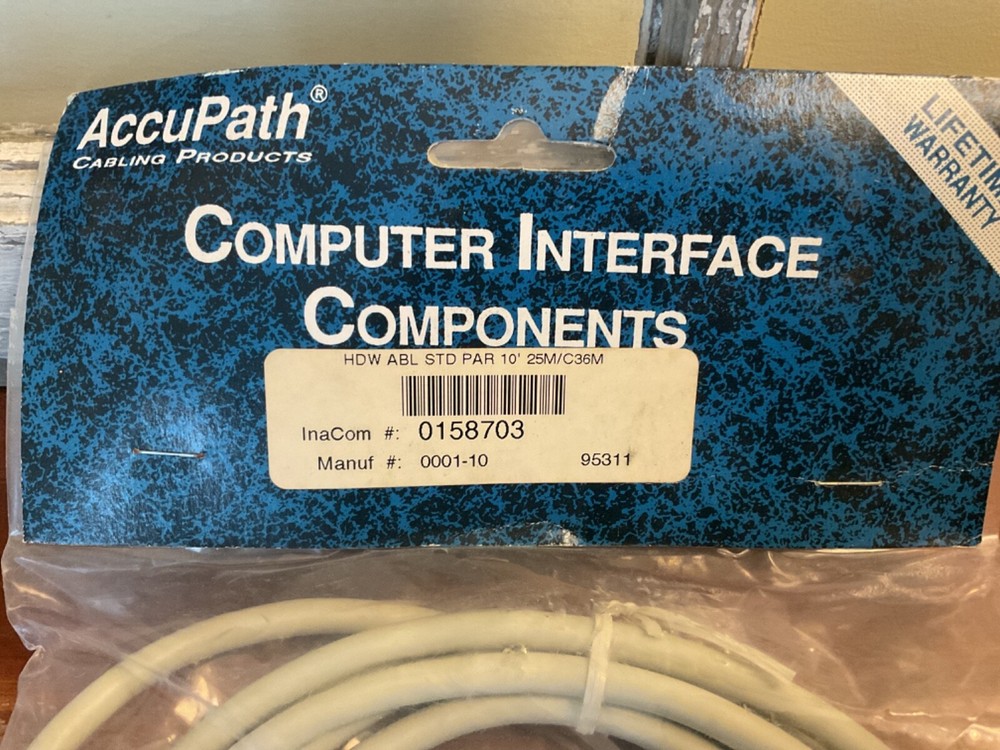 AccuPath®
CABLING PRODUCTS
LIFETIM
WARRANTY
COMPUTER INTERFACE
COMPONENTS
HDW ABL STD PAR 10' 25M/C36M
InaCom #: 0158703
Manuf #: 0001-10 95311